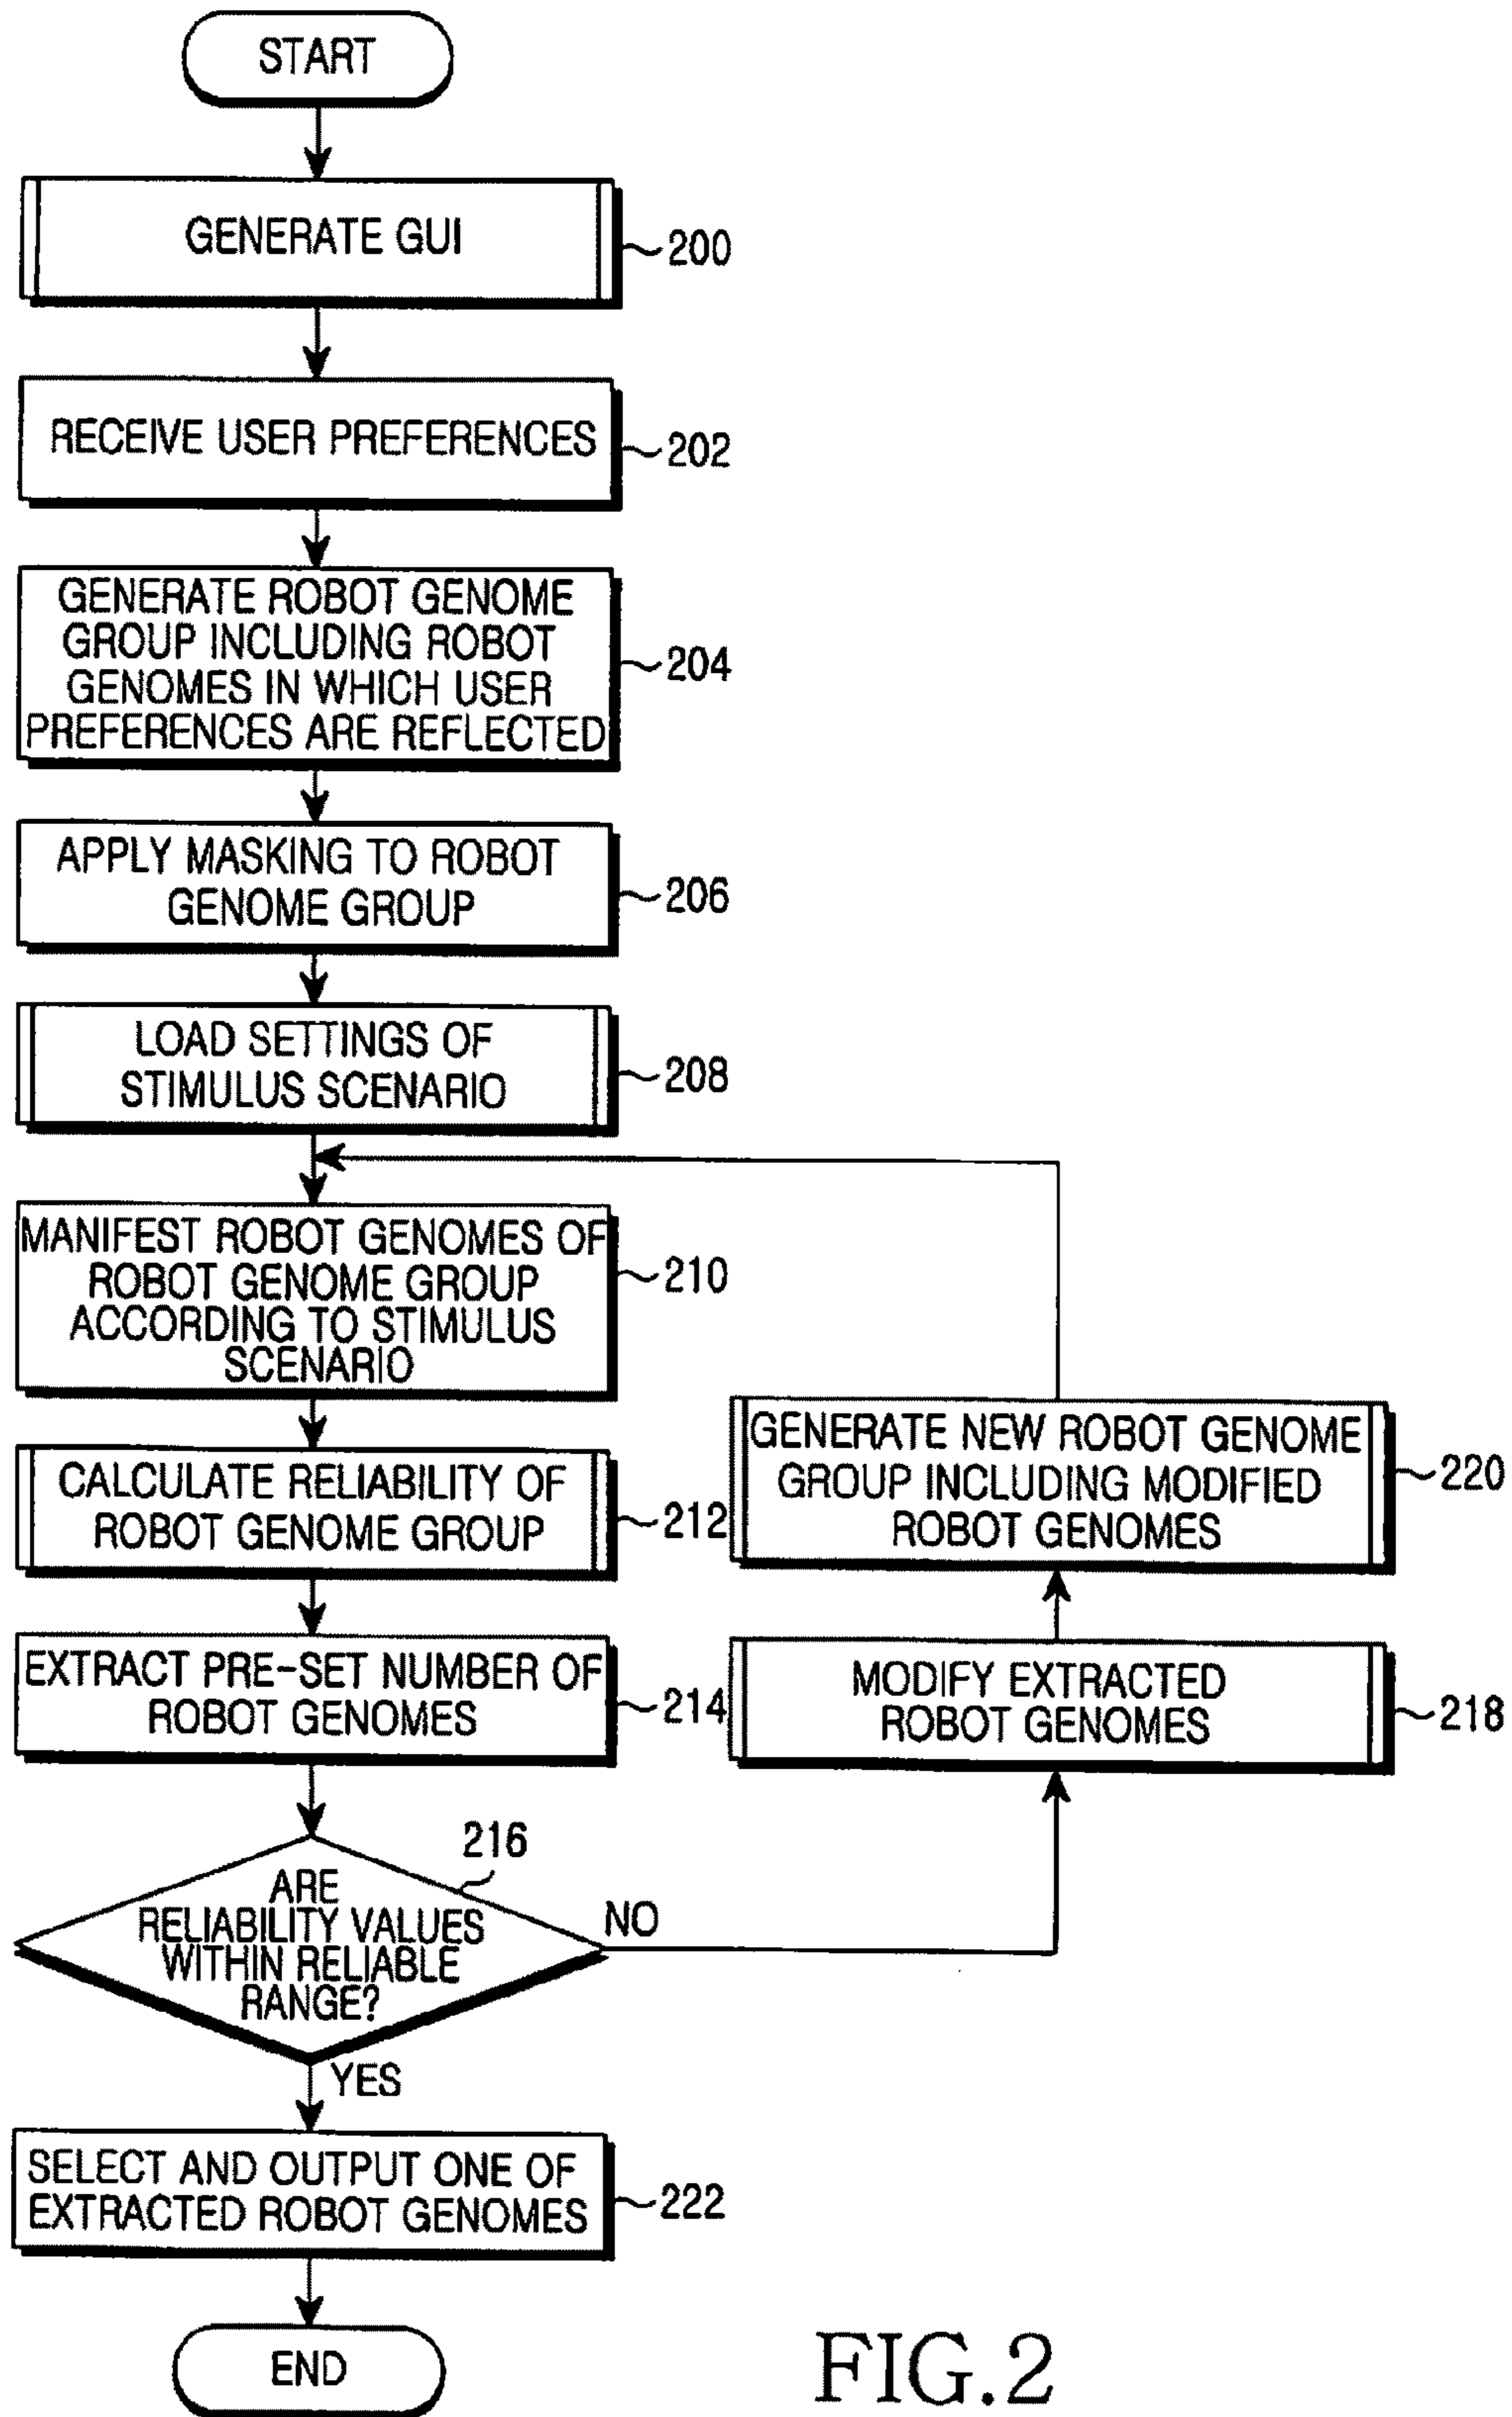 START
GENERATE GUI
200
RECEIVE USER PREFERENCES
202
GENERATE ROBOT GENOME
GROUP INCLUDING ROBOT
GENOMES IN WHICH USER
PREFERENCES ARE REFLECTED
204
APPLY MASKING TO ROBOT
GENOME GROUP
206
LOAD SETTINGS OF
STIMULUS SCENARIO
208
MANIFEST ROBOT GENOMES OF
ROBOT GENOME GROUP
ACCORDING TO STIMULUS
SCENARIO
210
CALCULATE RELIABILITY OF
ROBOT GENOME GROUP
212
EXTRACT PRE-SET NUMBER OF
ROBOT GENOMES
214
216
ARE
RELIABILITY VALUES
WITHIN RELIABLE
RANGE?
NO
YES
MODIFY EXTRACTED
ROBOT GENOMES
218
GENERATE NEW ROBOT GENOME
GROUP INCLUDING MODIFIED
ROBOT GENOMES
220
SELECT AND OUTPUT ONE OF
EXTRACTED ROBOT GENOMES
222
END
FIG.2